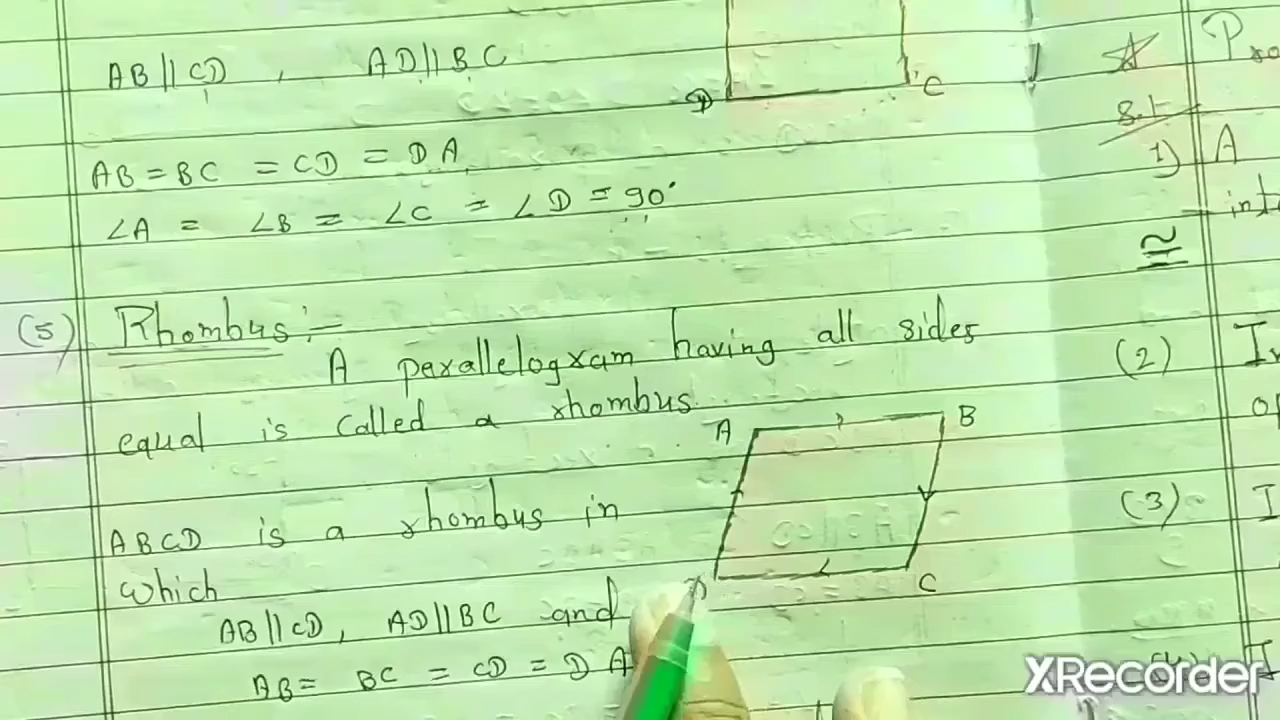 AB || CD , AD || BC
D C
AB = BC = CD = DA
∠A = ∠B = ∠C = ∠D = 90°
(5) Rhombus :-
A parallelogram having all sides
equal is called a rhombus.
A B
ABCD is a rhombus in
which
D C
AB || CD, AD || BC and
AB = BC = CD = DA
8.1
1) A
≅
(2)
(3) I
(4) I
XRecorder